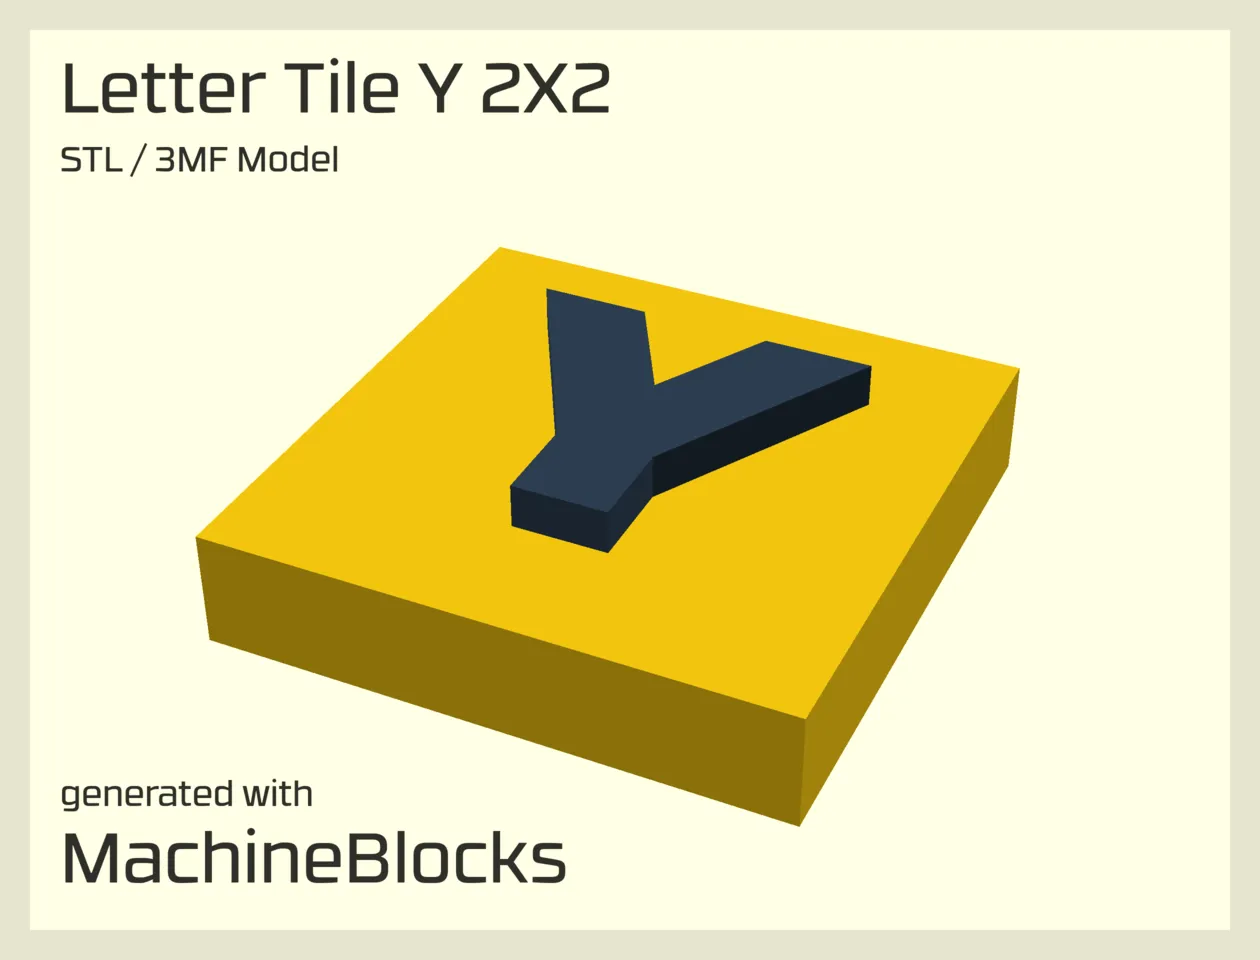 Letter Tile Y 2X2
STL / 3MF Model
Y
generated with
MachineBlocks